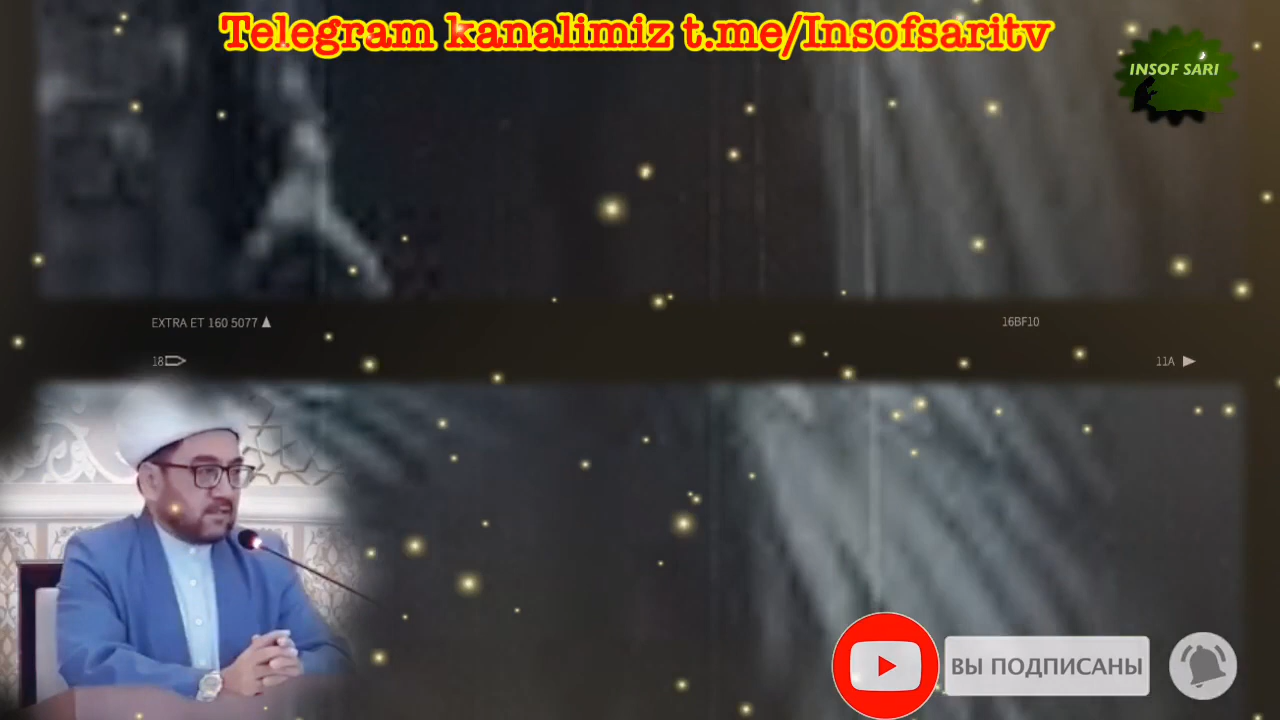 Telegram kanalimiz t.me/Insofsaritv
INSOF SARI
EXTRA ET 160 5077
16BF10
18
11A
ВЫ ПОДПИСАНЫ